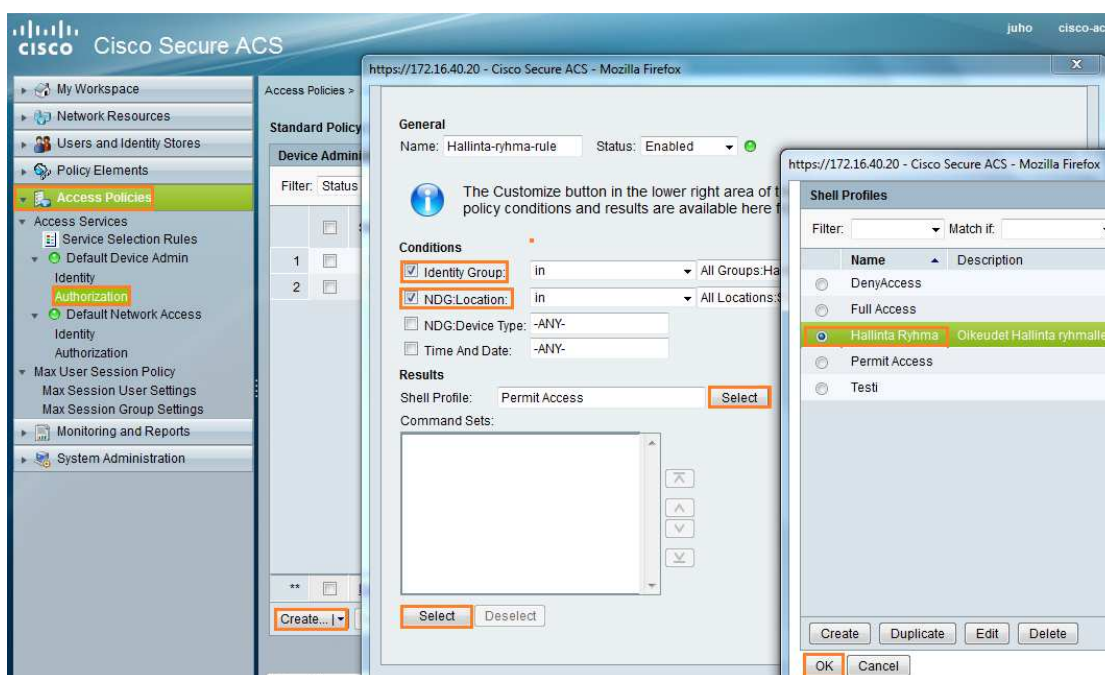 cisco Cisco Secure ACS
juho cisco-ac
My Workspace
Network Resources
Users and Identity Stores
Policy Elements
Access Policies
Access Services
Service Selection Rules
Default Device Admin
Identity
Authorization
Default Network Access
Identity
Authorization
Max User Session Policy
Max Session User Settings
Max Session Group Settings
Monitoring and Reports
System Administration
Access Policies >
Standard Policy
Device Admini
Filter: Status
1
2
**
Create... | ▾
https://172.16.40.20 - Cisco Secure ACS - Mozilla Firefox
X
General
Name: Hallinta-ryhma-rule Status: Enabled
The Customize button in the lower right area of t
policy conditions and results are available here f
Conditions
Identity Group: in All Groups:Ha
NDG:Location: in All Locations:S
NDG:Device Type: -ANY-
Time And Date: -ANY-
Results
Shell Profile: Permit Access Select
Command Sets:
Select Deselect
https://172.16.40.20 - Cisco Secure ACS - Mozilla Firefox
Shell Profiles
Filter: Match if:
Name Description
DenyAccess
Full Access
Hallinta Ryhma Oikeudet Hallinta ryhmalle
Permit Access
Testi
Create Duplicate Edit Delete
OK Cancel